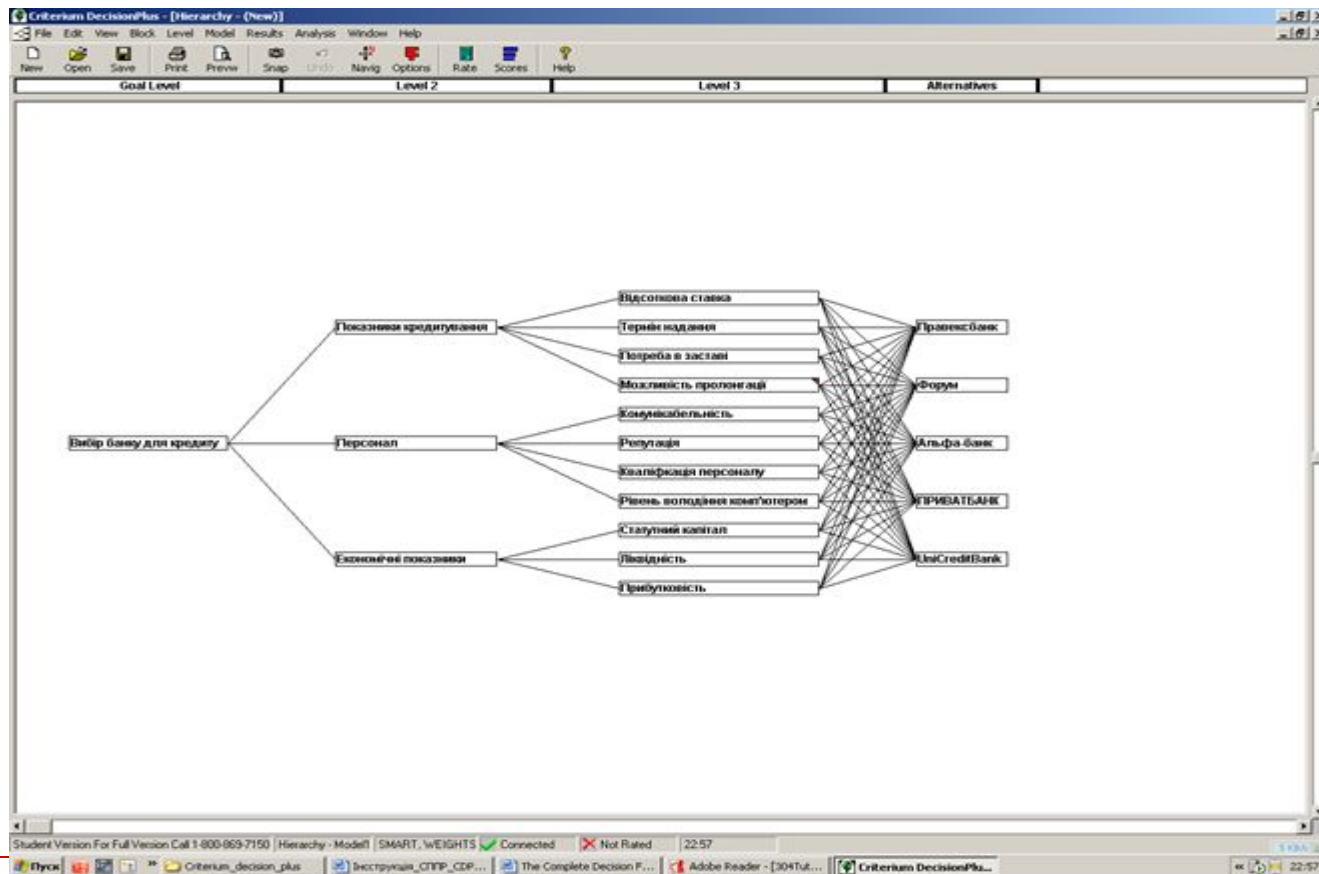 Criterium DecisionPlus - [Hierarchy - (New)]
File Edit View Block Level Model Results Analysis Window Help
New Open Save Print Prevw Snap Undo Navig Options Rate Scores Help
Goal Level Level 2 Level 3 Alternatives
Відсоткова ставка
Показники кредитування Термін надання Правексбанк
Потреба в заставі
Можливість пролонгації Форум
Комунікабельність
Вибір банку для кредиту Персонал Репутація Альфа-банк
Кваліфкація персоналу
Рівень володіння комп'ютером ПРИВАТБАНК
Статутний капітал
Економічні показники Ліквідність UniCreditBank
Прибутковість
Student Version For Full Version Call 1-800-869-7150 Hierarchy - Model1 SMART, WEIGHTS Connected Not Rated 22:57
Пуск Criterium_decision_plus Інсструкція_СППР_CDP... The Complete Decision F... Adobe Reader - [304Tut... Criterium DecisionPlu... 22:57